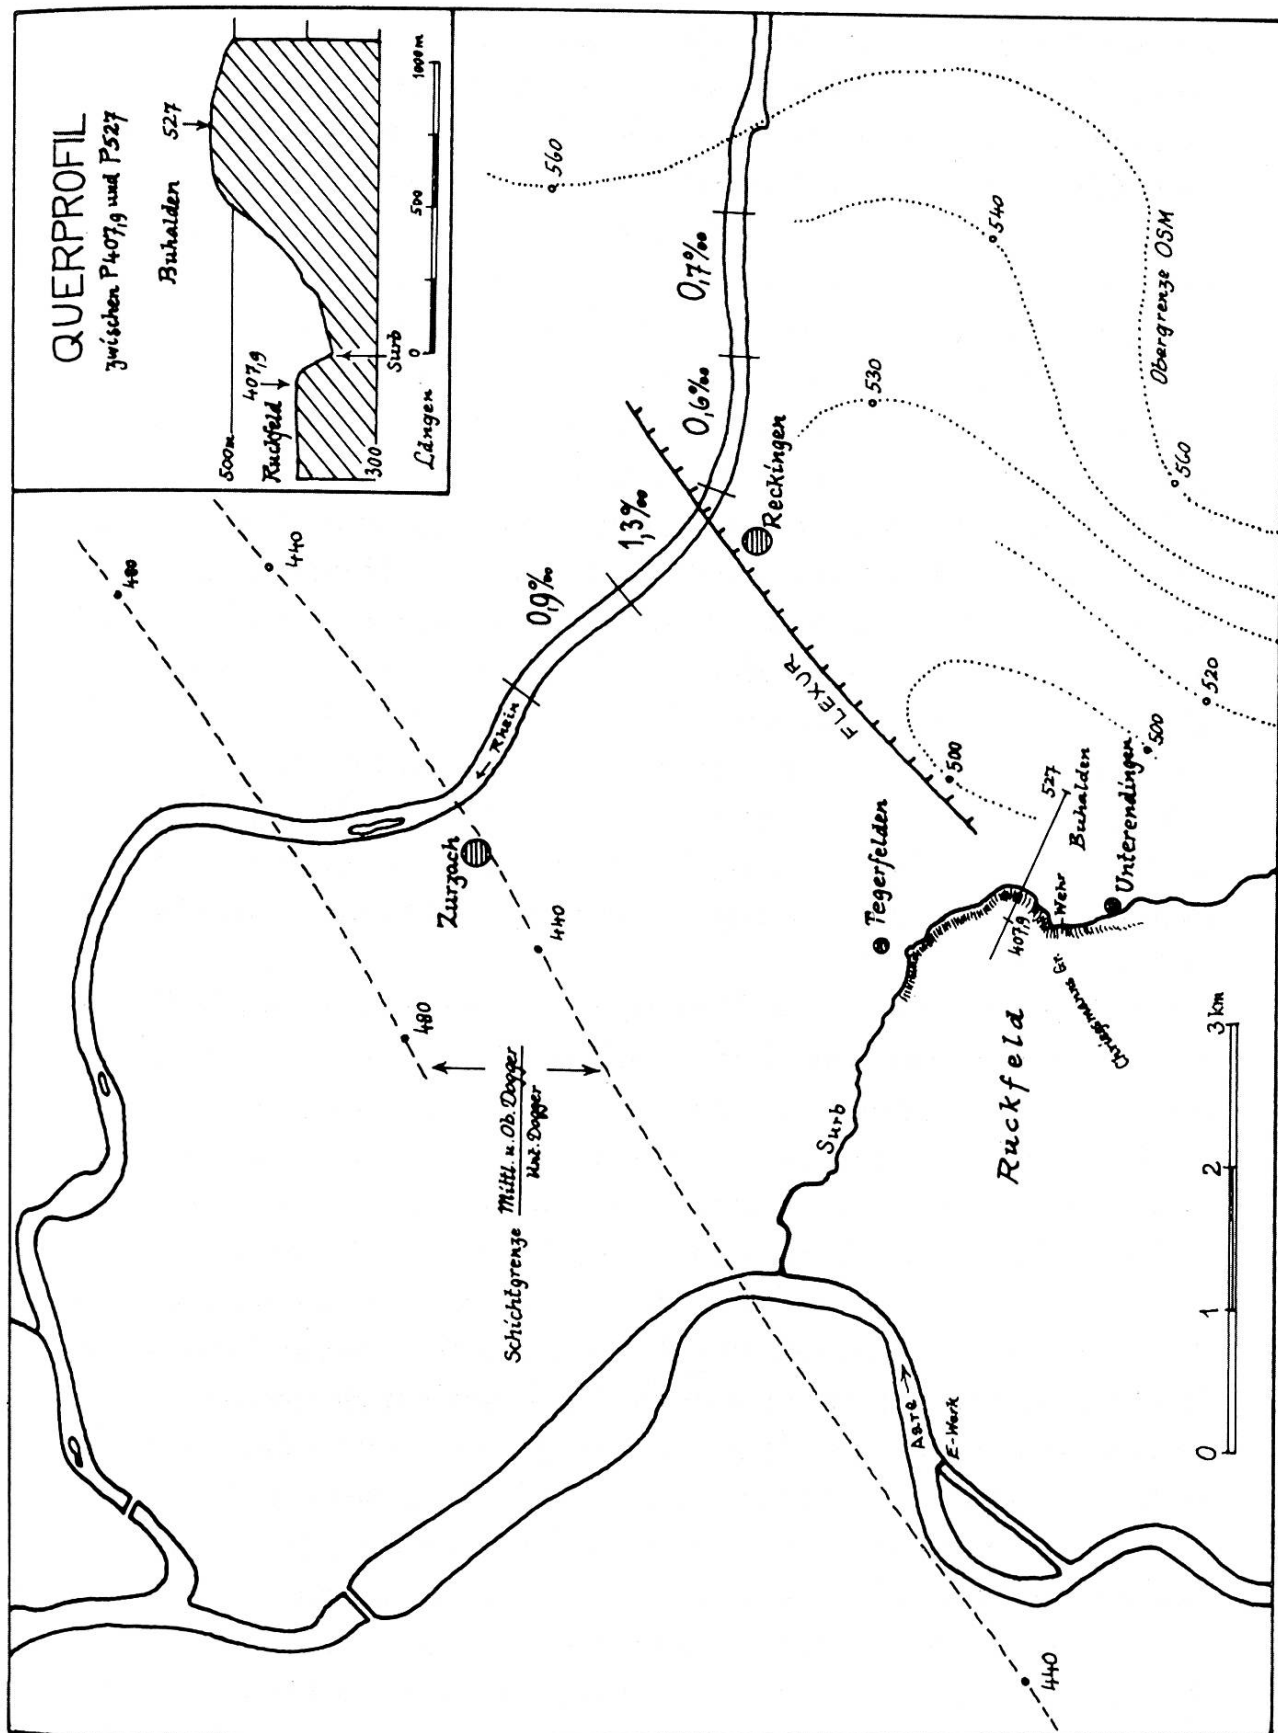 QUERPROFIL
zwischen P407,9 und P527
Buhalden 527
500m
Ruckfeld 407,9
300
Surb
Längen 0 500 1000m
480
440
560
0,9‰
1,3‰
0,6‰
0,7‰
← Rhein
Zurzach
Reckingen
FLEXUR
530
540
Obergrenze OSM
560
520
500
500
480
440
Schichtgrenze Mittl. u. Ob. Dogger
Unt. Dogger
Tegerfelden
527
Buhalden
Unterendingen
Wehr
407,9
Surb
Ruckfeld
Aare →
E-Werk
440
0 1 2 3 km